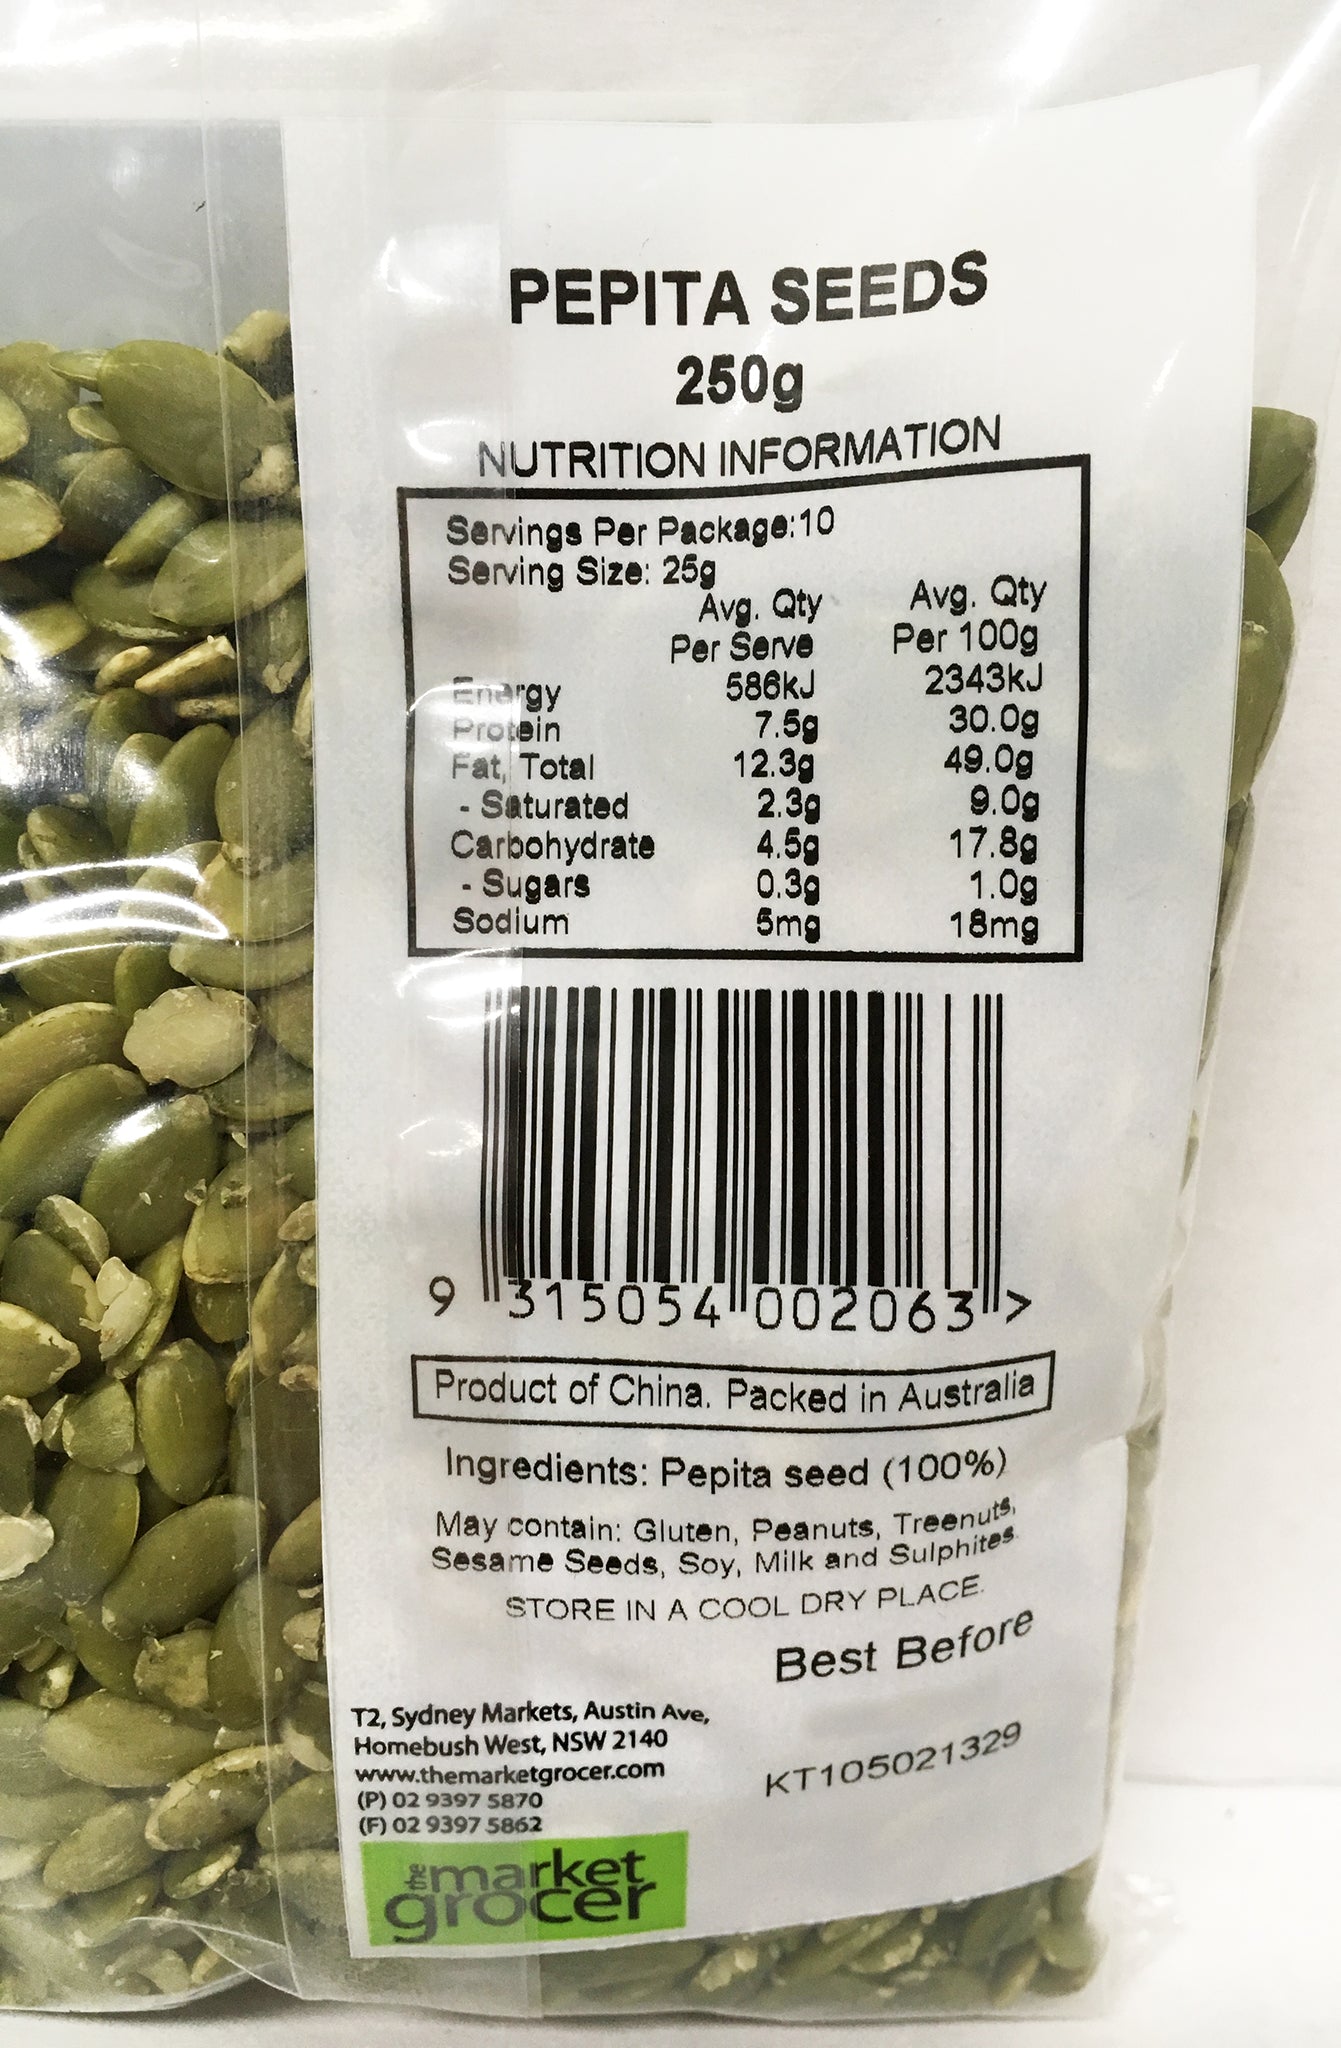 PEPITA SEEDS
250g
NUTRITION INFORMATION
Servings Per Package:10
Serving Size: 25g
Avg. Qty Avg. Qty
Per Serve Per 100g
Energy 586kJ 2343kJ
Protein 7.5g 30.0g
Fat, Total 12.3g 49.0g
- Saturated 2.3g 9.0g
Carbohydrate 4.5g 17.8g
- Sugars 0.3g 1.0g
Sodium 5mg 18mg
9 315054 002063 >
Product of China. Packed in Australia
Ingredients: Pepita seed (100%)
May contain: Gluten, Peanuts, Treenuts,
Sesame Seeds, Soy, Milk and Sulphites.
STORE IN A COOL DRY PLACE.
Best Before
KT105021329
T2, Sydney Markets, Austin Ave,
Homebush West, NSW 2140
www.themarketgrocer.com
(P) 02 9397 5870
(F) 02 9397 5862
the market
grocer